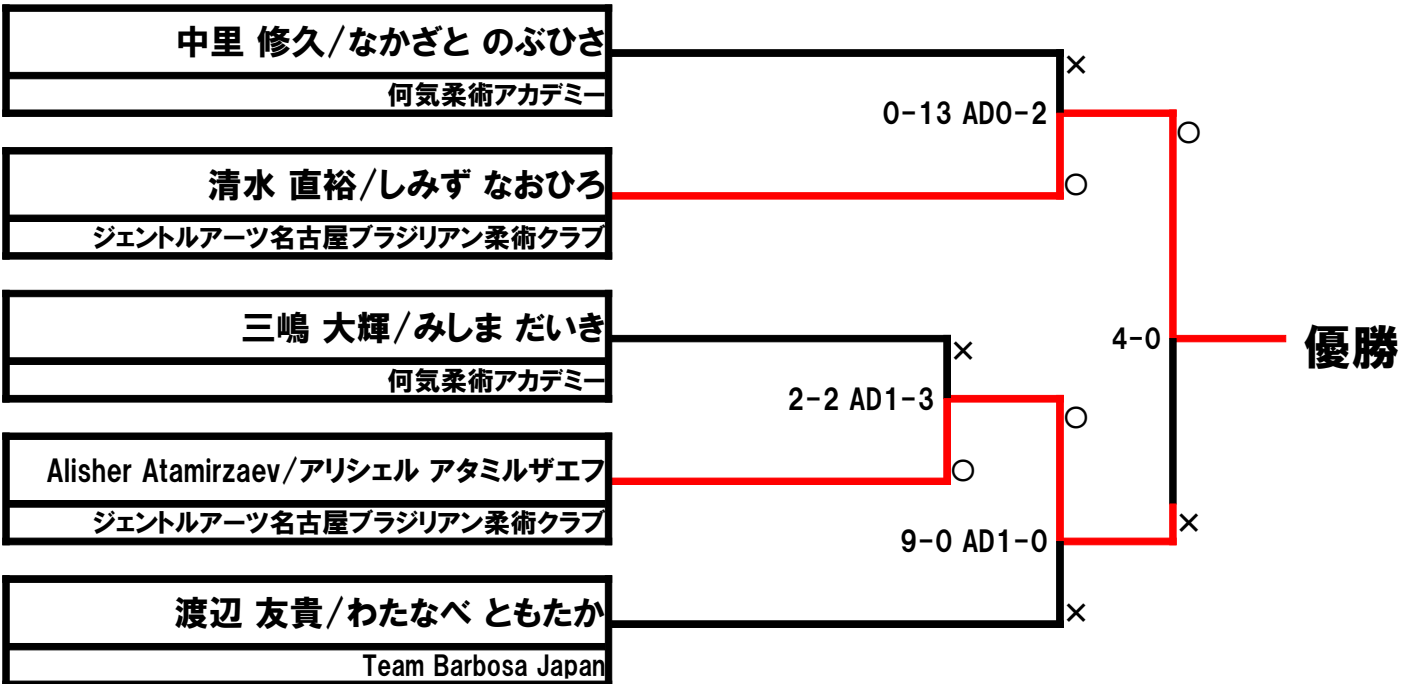 中里 修久/なかざと のぶひさ
何気柔術アカデミー
×
0-13 AD0-2
○
清水 直裕/しみず なおひろ
○
ジェントルアーツ名古屋ブラジリアン柔術クラブ
三嶋 大輝/みしま だいき
×
4-0
優勝
何気柔術アカデミー
2-2 AD1-3
○
Alisher Atamirzaev/アリシェル アタミルザエフ
○
ジェントルアーツ名古屋ブラジリアン柔術クラブ
×
9-0 AD1-0
渡辺 友貴/わたなべ ともたか
×
Team Barbosa Japan